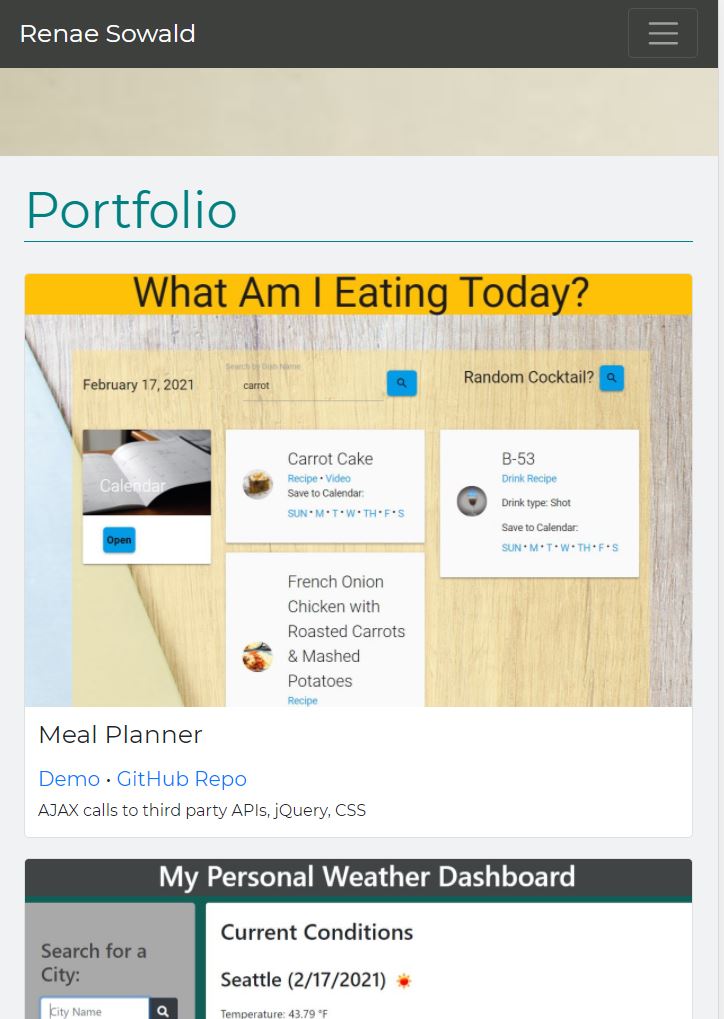 Renae Sowald
Portfolio
What Am I Eating Today?
February 17, 2021
Search by Dish Name
carrot
Random Cocktail?
Calendar
Open
Carrot Cake
Recipe • Video
Save to Calendar:
SUN • M • T • W • TH • F • S
French Onion
Chicken with
Roasted Carrots
& Mashed
Potatoes
Recipe
B-53
Drink Recipe
Drink type: Shot
Save to Calendar:
SUN • M • T • W • TH • F • S
Meal Planner
Demo • GitHub Repo
AJAX calls to third party APIs, jQuery, CSS
My Personal Weather Dashboard
Search for a
City:
City Name
Current Conditions
Seattle (2/17/2021)
Temperature: 43.79 °F